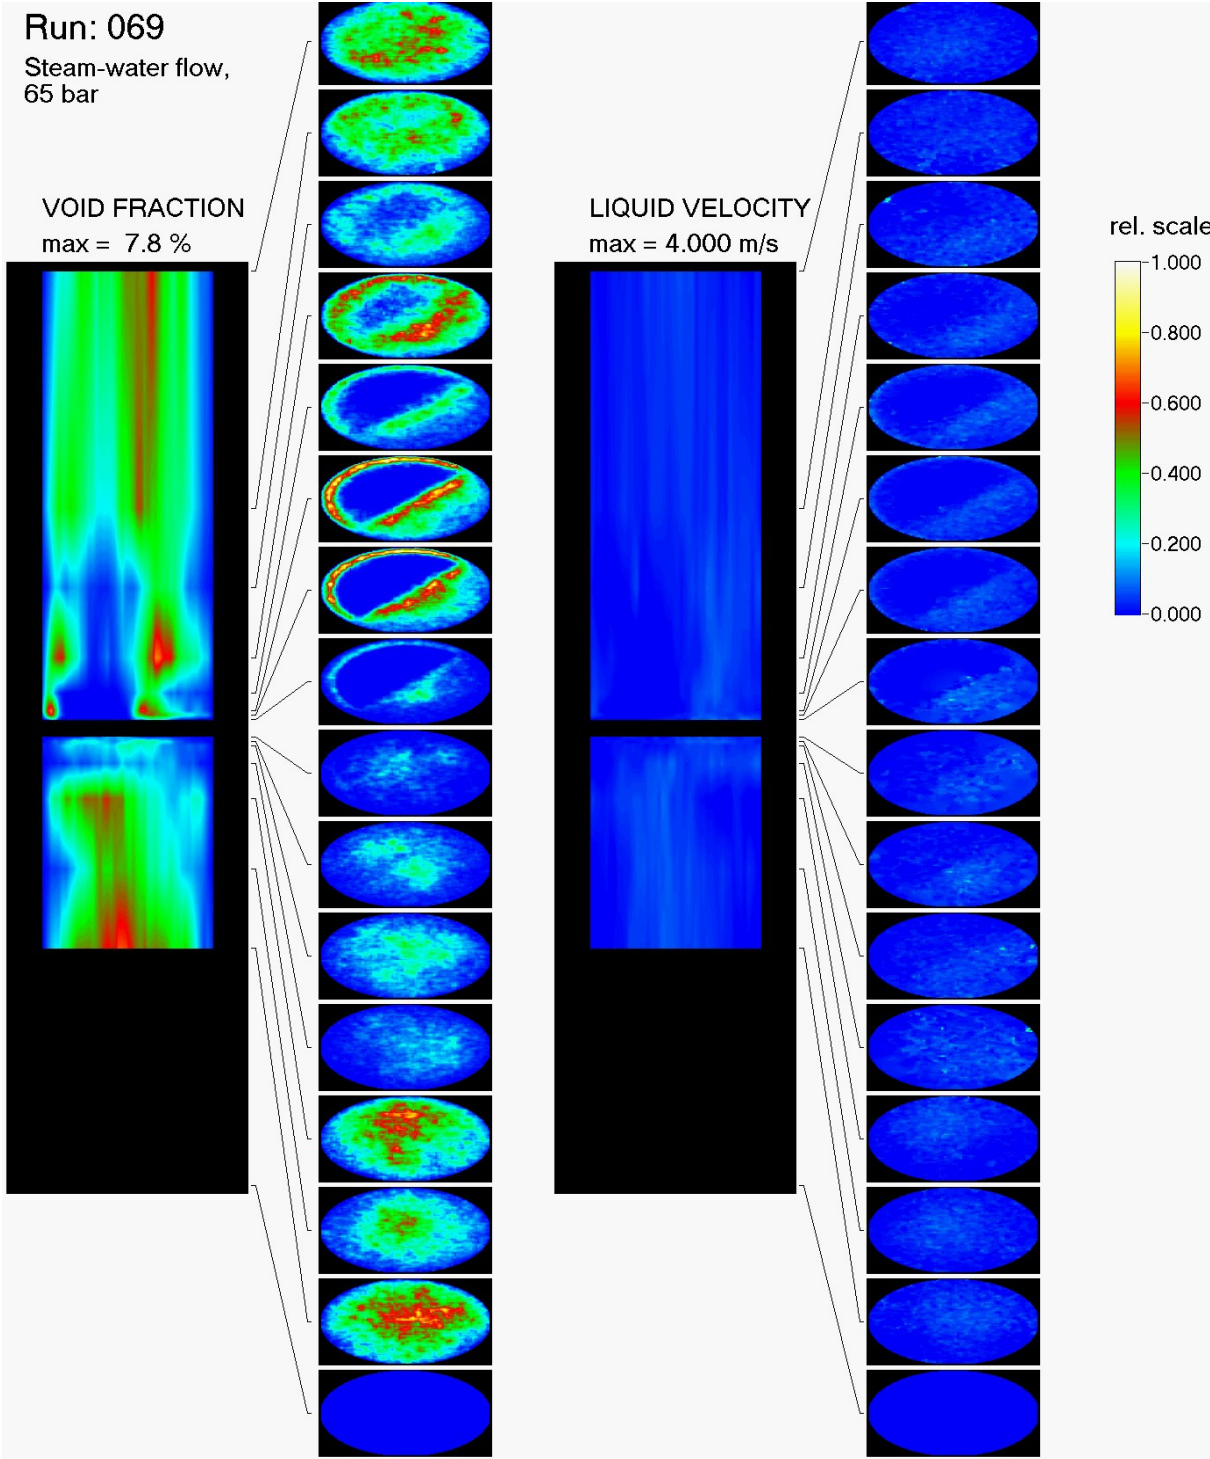 Run: 069
Steam-water flow,
65 bar
VOID FRACTION
max =  7.8 %
LIQUID VELOCITY
max = 4.000 m/s
rel. scale
1.000
0.800
0.600
0.400
0.200
0.000